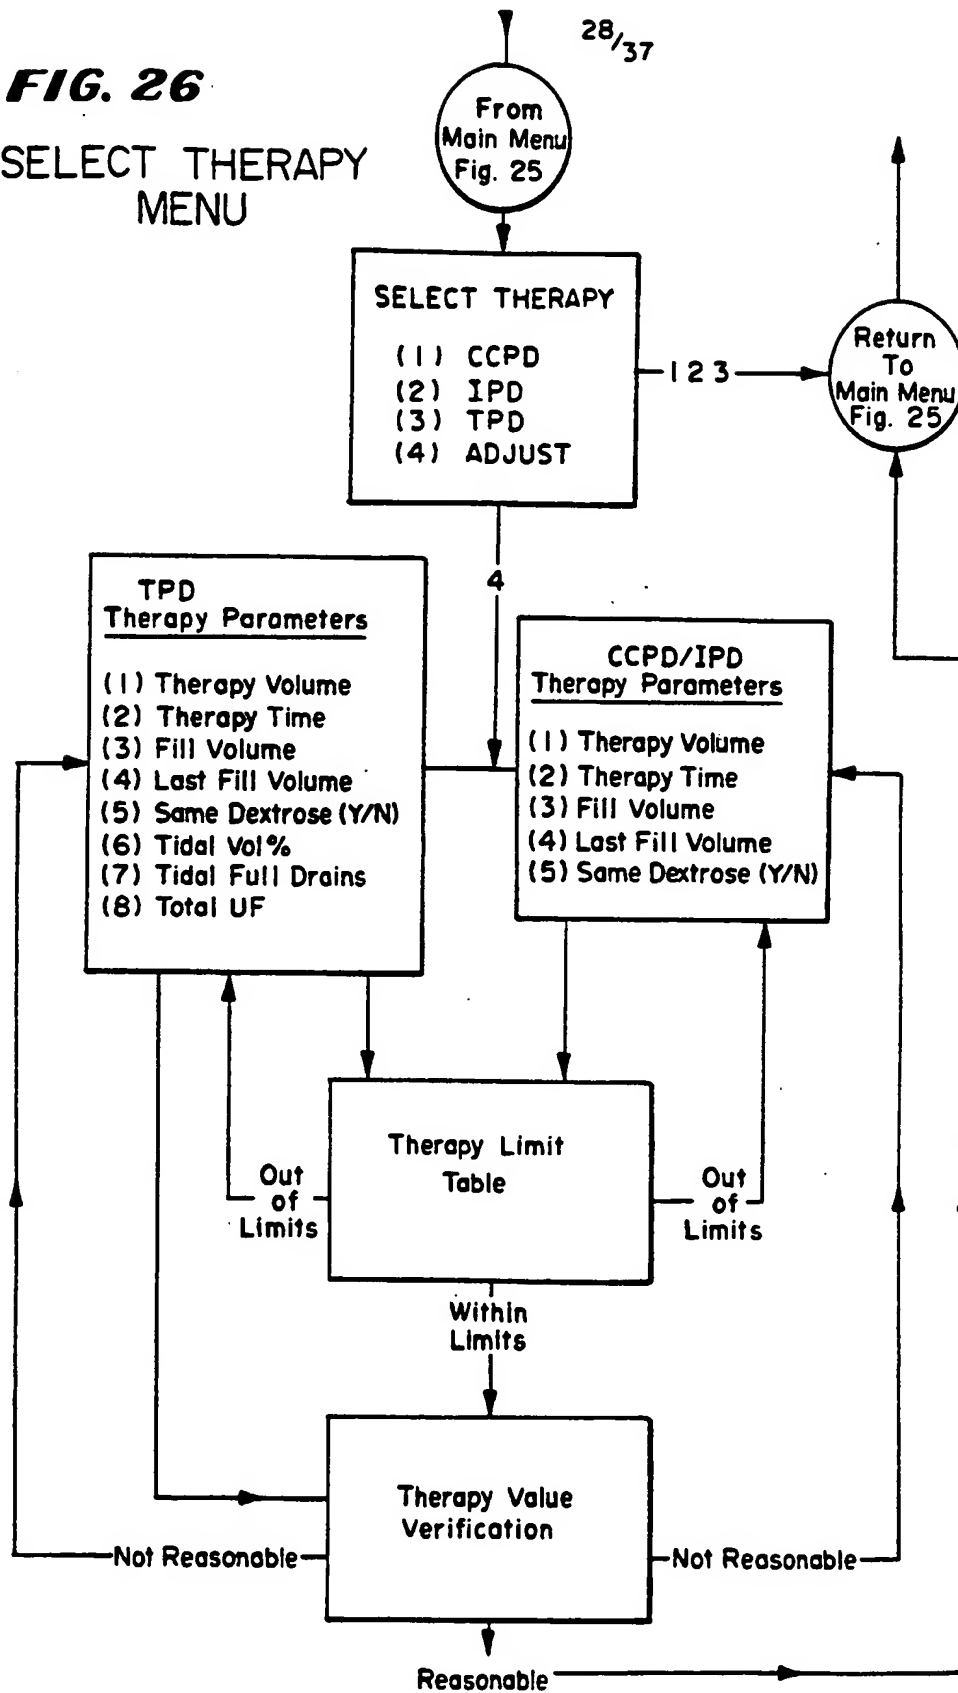 28/37
FIG. 26
SELECT THERAPY
MENU
From
Main Menu
Fig. 25
SELECT THERAPY
(1) CCPD
(2) IPD
(3) TPD
(4) ADJUST
1 2 3
Return
To
Main Menu
Fig. 25
4
TPD
Therapy Parameters
(1) Therapy Volume
(2) Therapy Time
(3) Fill Volume
(4) Last Fill Volume
(5) Same Dextrose (Y/N)
(6) Tidal Vol%
(7) Tidal Full Drains
(8) Total UF
CCPD/IPD
Therapy Parameters
(1) Therapy Volume
(2) Therapy Time
(3) Fill Volume
(4) Last Fill Volume
(5) Same Dextrose (Y/N)
Therapy Limit
Table
Out
of
Limits
Out
of
Limits
Within
Limits
Therapy Value
Verification
Not Reasonable
Not Reasonable
Reasonable